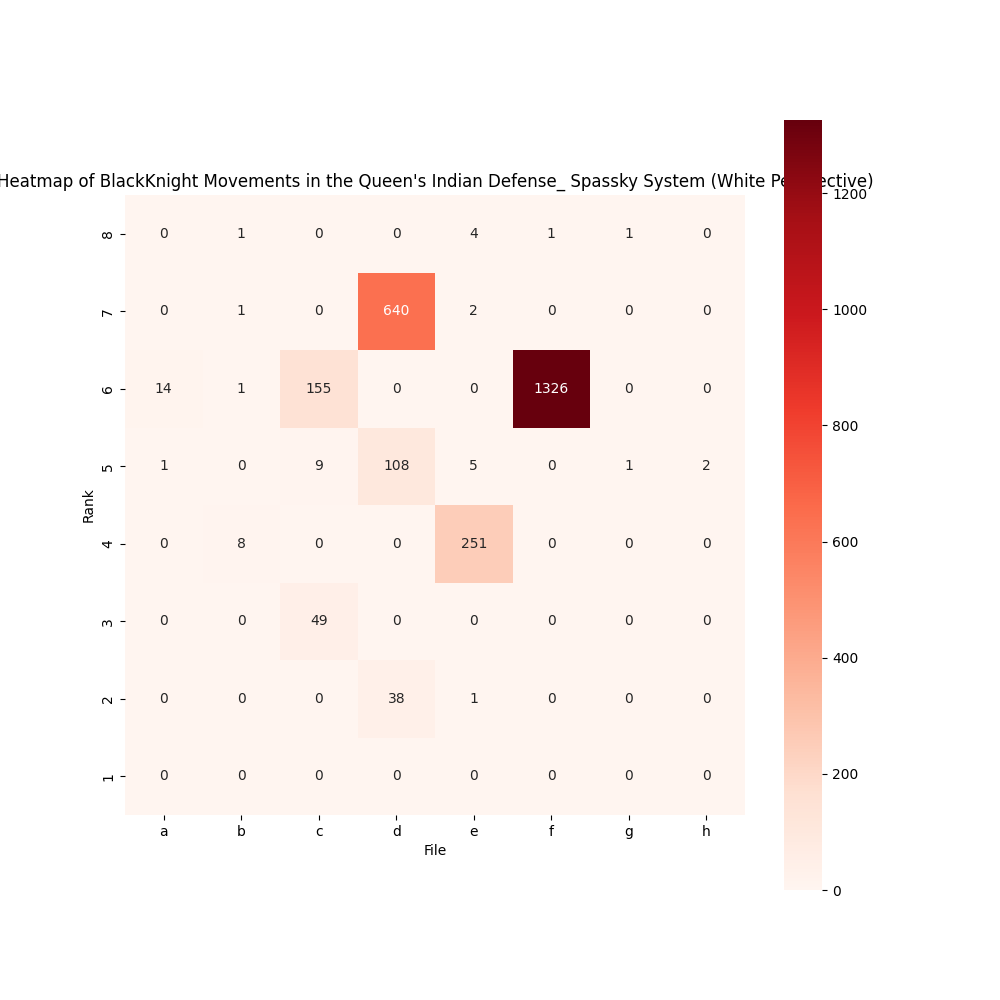 Heatmap of BlackKnight Movements in the Queen's Indian Defense_ Spassky System (White Pe ective)
1200
8 0 1 0 0 4 1 1 0
7 0 1 0 640 2 0 0 0
1000
6 14 1 155 0 0 1326 0 0
800
5 1 0 9 108 5 0 1 2
Rank
4 0 8 0 0 251 0 0 0
600
3 0 0 49 0 0 0 0 0
400
2 0 0 0 38 1 0 0 0
200
1 0 0 0 0 0 0 0 0
a b c d e f g h
File
0